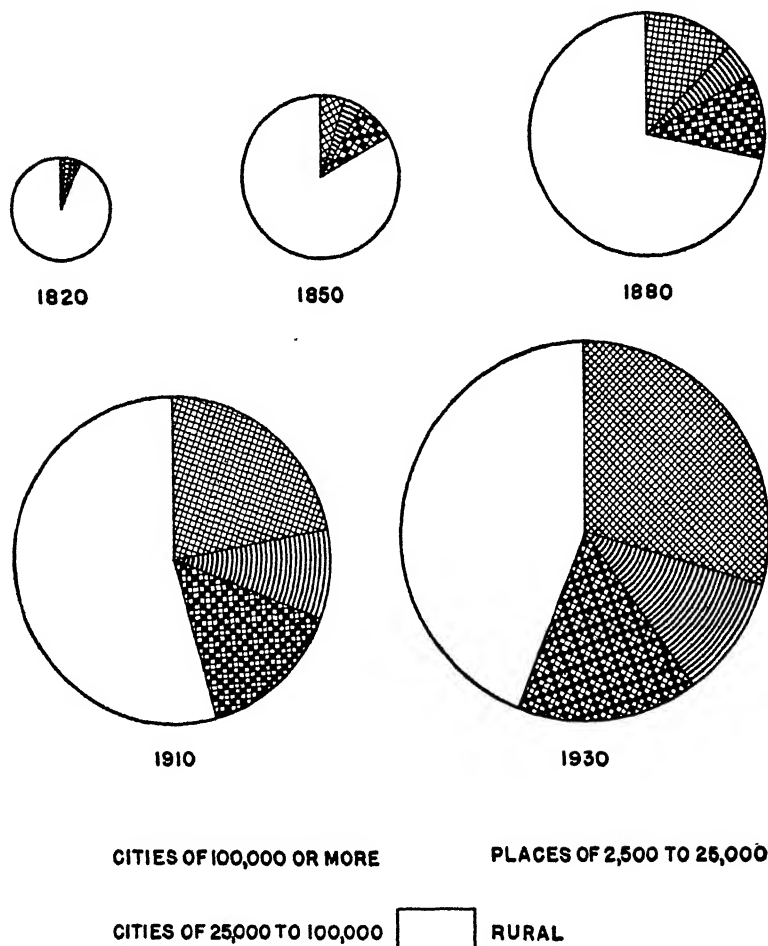 1820
1850
1880
1910
1930
CITIES OF 100,000 OR MORE
PLACES OF 2,500 TO 25,000
CITIES OF 25,000 TO 100,000
RURAL